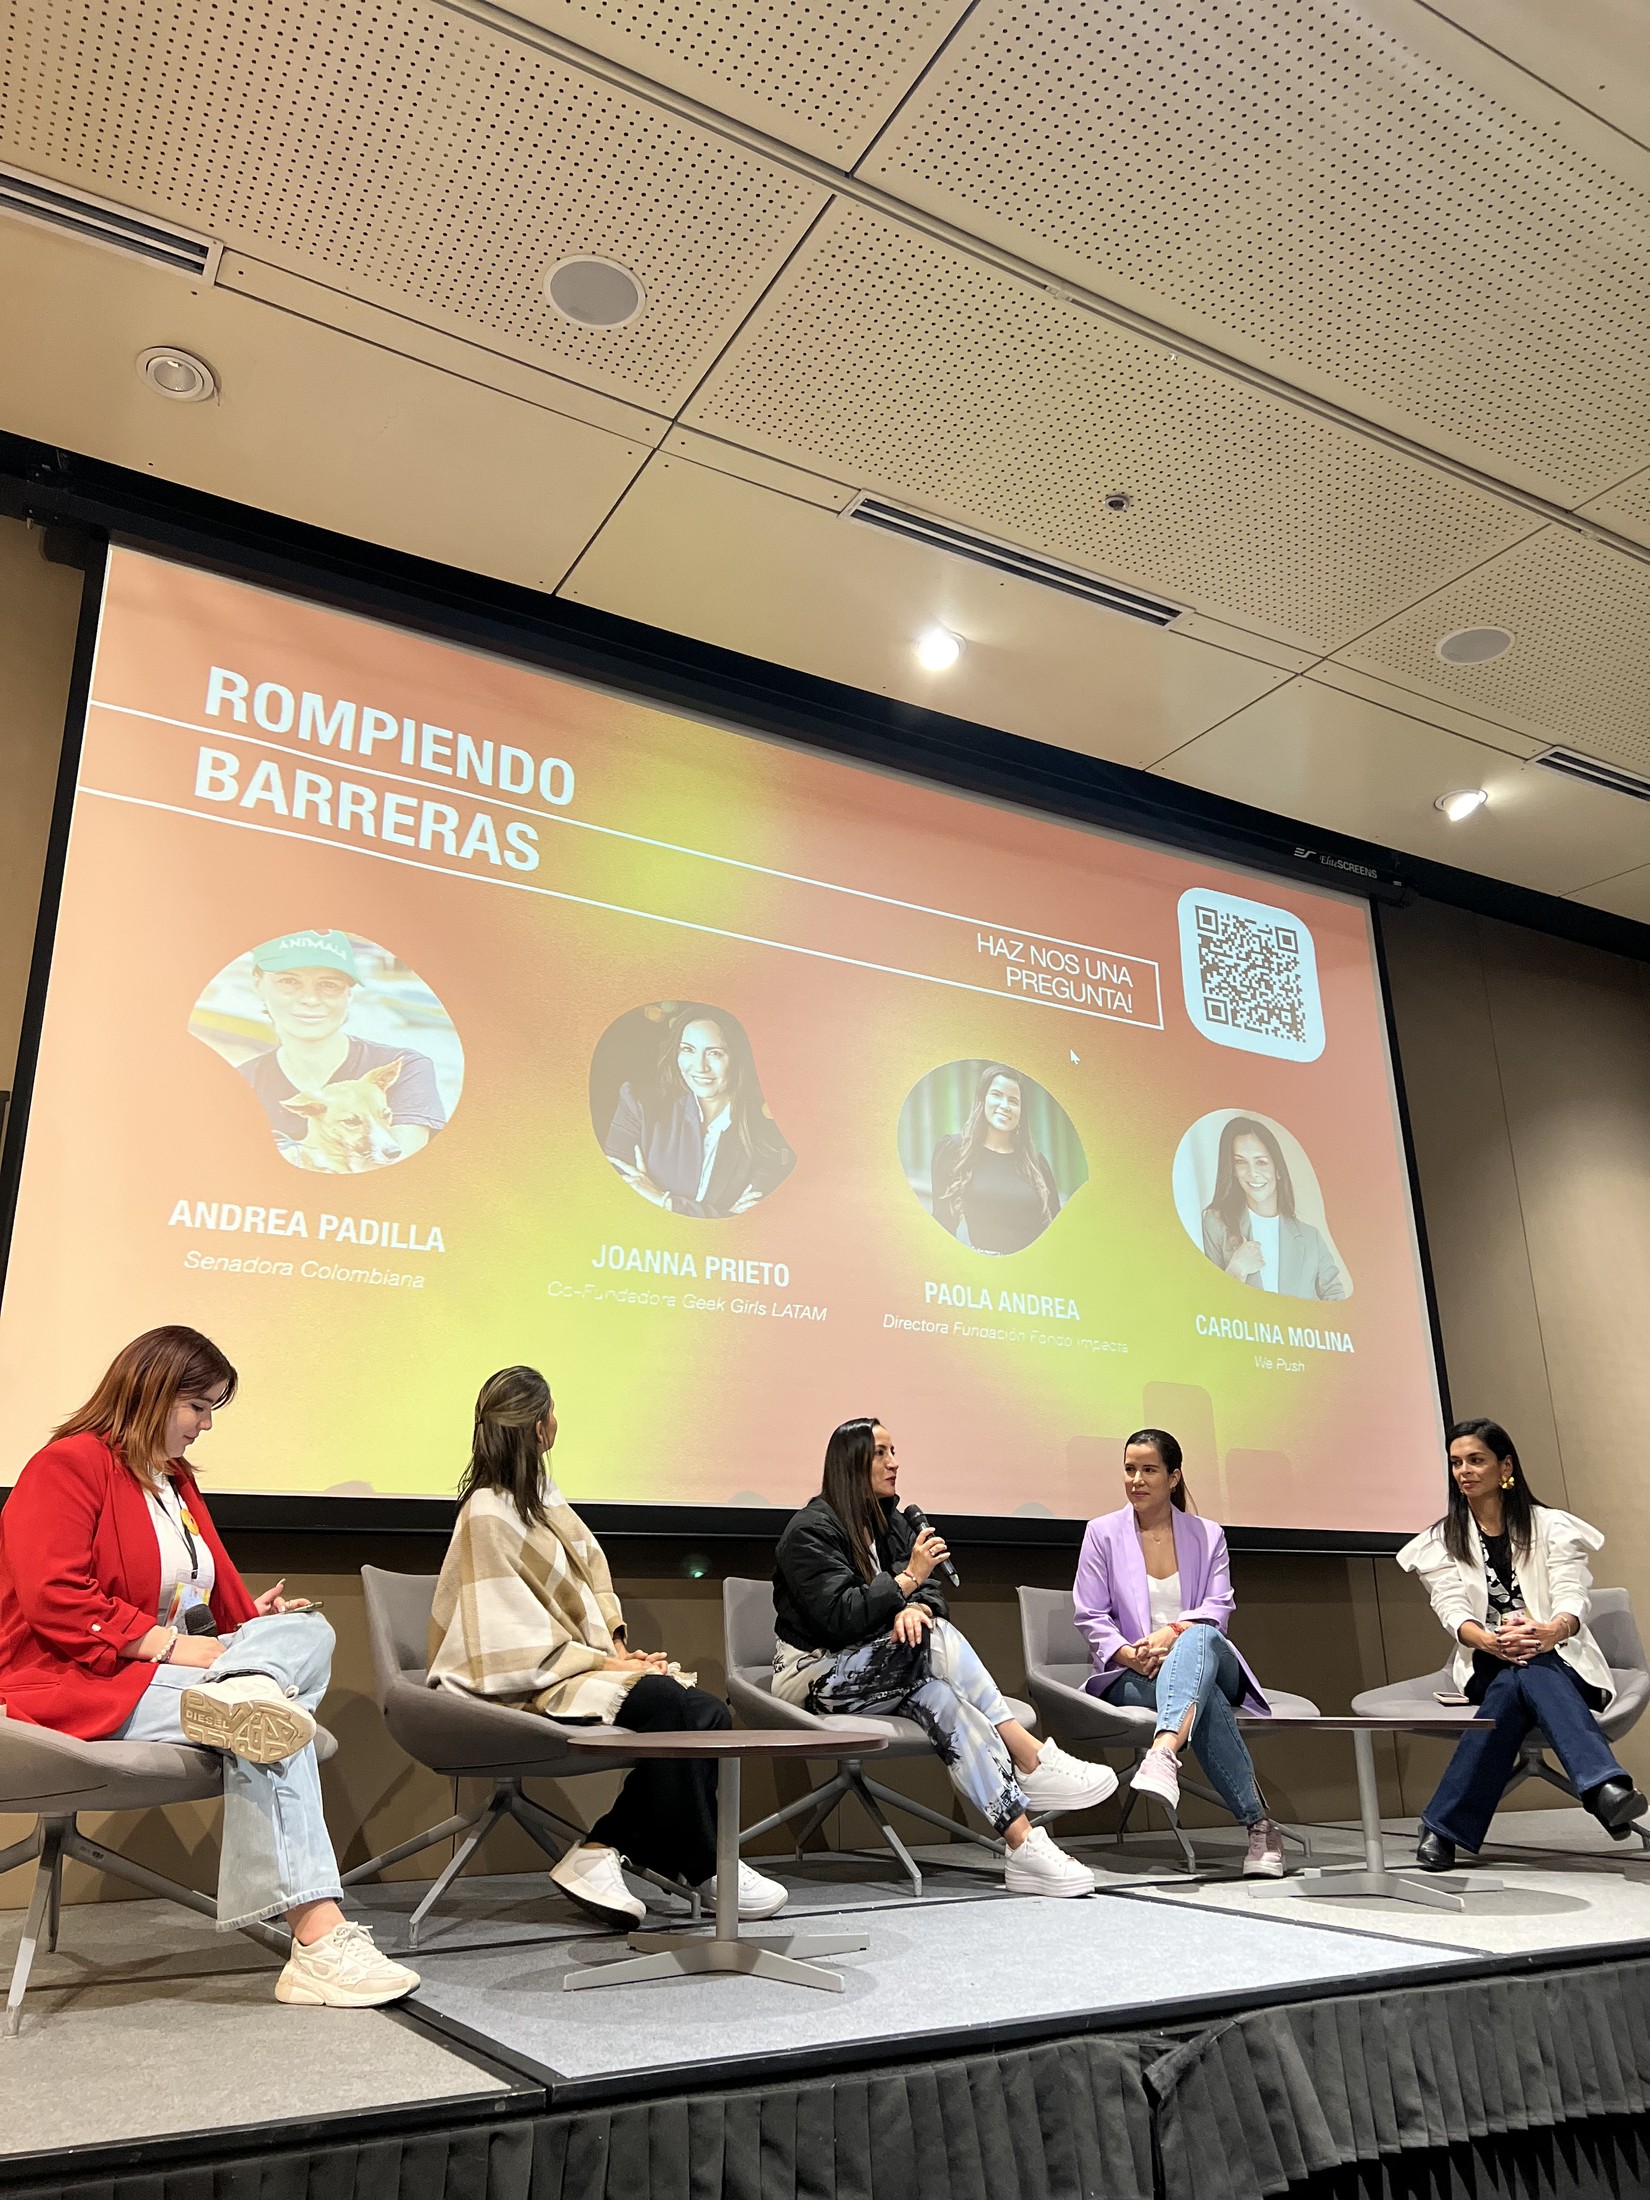 EliteSCREENS
ROMPIENDO
BARRERAS
HAZ NOS UNA
PREGUNTA!
ANIMAL
ANDREA PADILLA
Senadora Colombiana
JOANNA PRIETO
Co-Fundadora Geek Girls LATAM
PAOLA ANDREA
Directora Fundación Fondo Impacta
CAROLINA MOLINA
We Push
DIESEL